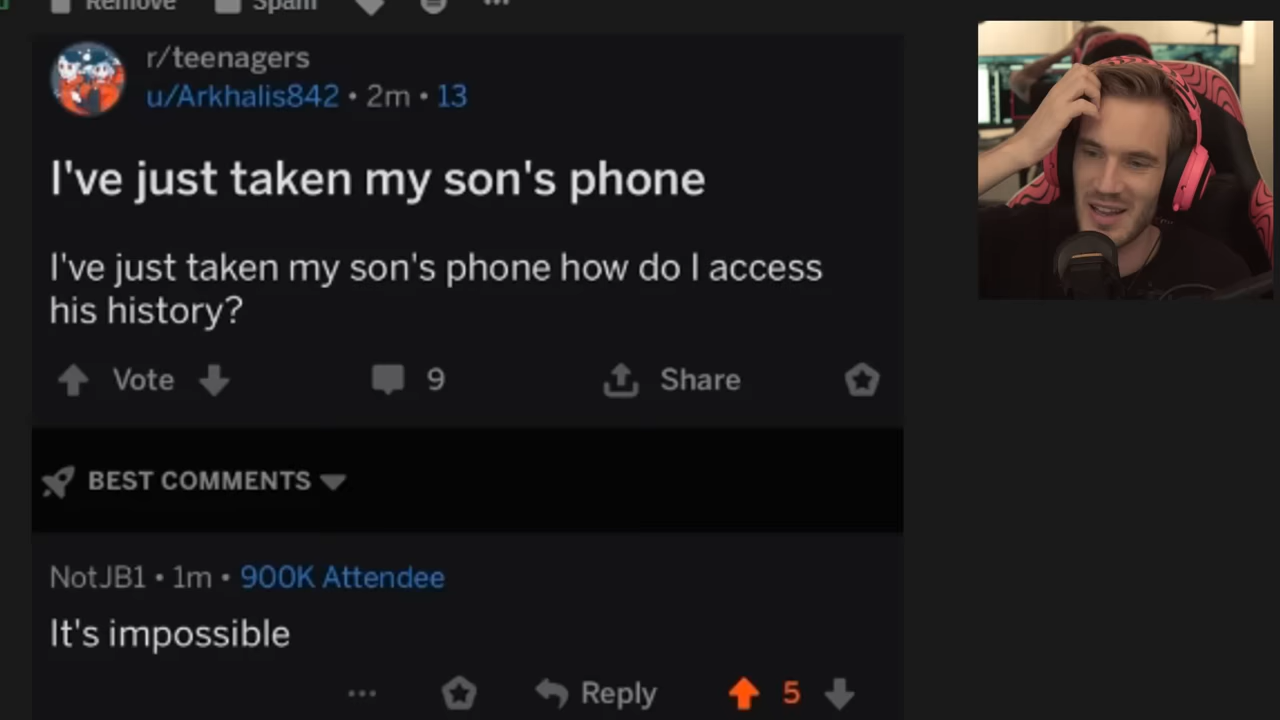 Remove Spam
r/teenagers
u/Arkhalis842 • 2m • 13
I've just taken my son's phone
I've just taken my son's phone how do I access
his history?
Vote 9 Share
BEST COMMENTS
NotJB1 • 1m • 900K Attendee
It's impossible
Reply 5